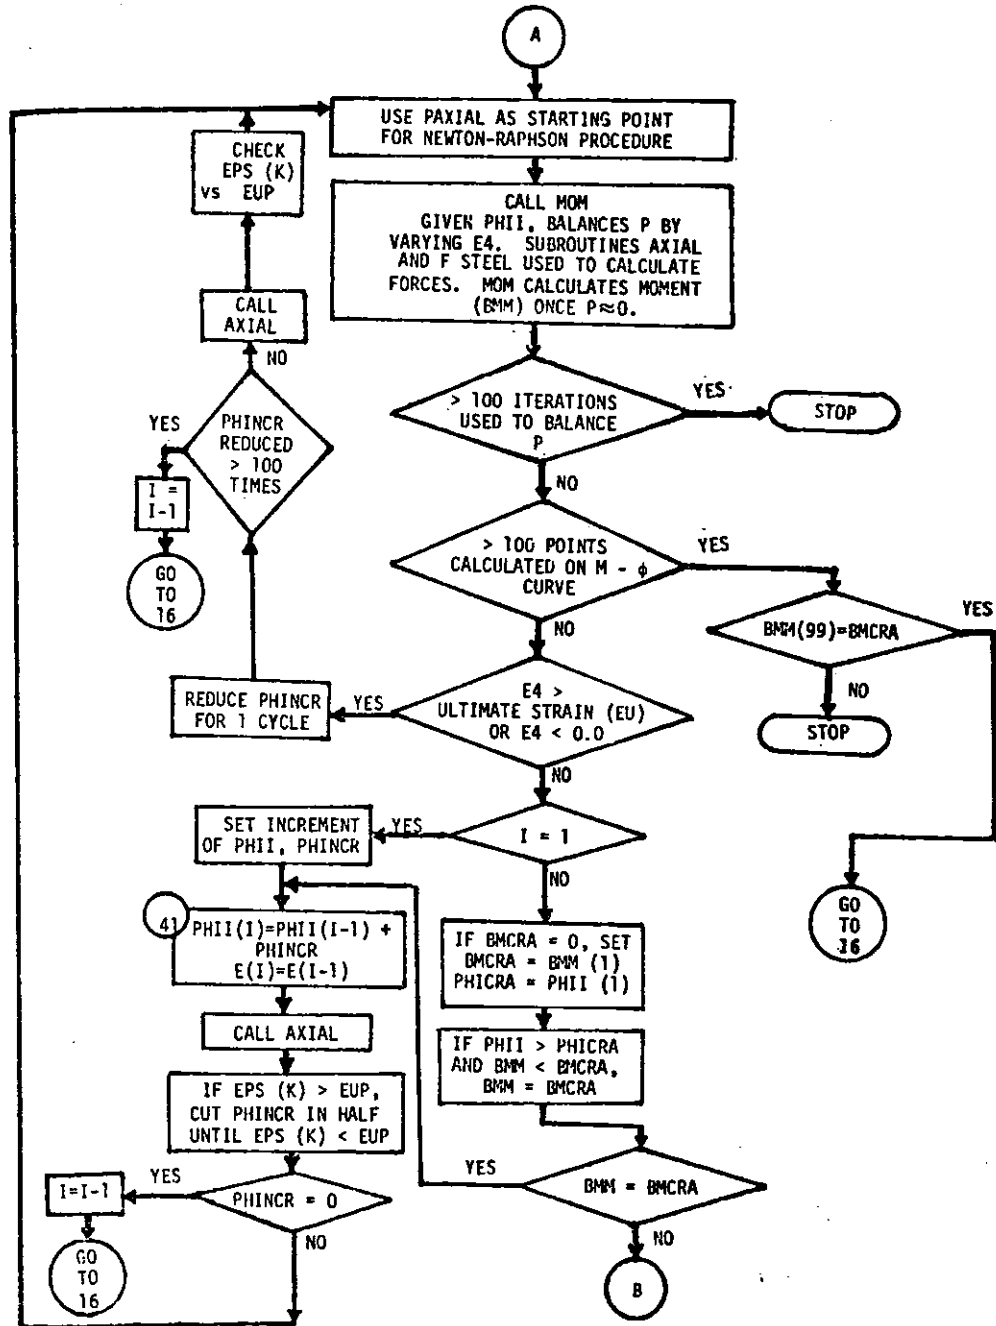 A
USE PAXIAL AS STARTING POINT
FOR NEWTON-RAPHSON PROCEDURE
CHECK
EPS (K)
vs EUP
CALL MOM
GIVEN PHII, BALANCES P BY
VARYING E4. SUBROUTINES AXIAL
AND F STEEL USED TO CALCULATE
FORCES. MOM CALCULATES MOMENT
(BMM) ONCE P≈0.
CALL
AXIAL
NO
> 100 ITERATIONS
USED TO BALANCE
P
YES
STOP
NO
YES
PHINCR
REDUCED
> 100
TIMES
I =
I-1
GO
TO
16
> 100 POINTS
CALCULATED ON M - ϕ
CURVE
YES
NO
BMM(99)=BMCRA
YES
NO
STOP
GO
TO
16
E4 >
ULTIMATE STRAIN (EU)
OR E4 < 0.0
YES
REDUCE PHINCR
FOR 1 CYCLE
NO
I = 1
YES
SET INCREMENT
OF PHII, PHINCR
NO
41
PHII(I)=PHII(I-1) +
PHINCR
E(I)=E(I-1)
CALL AXIAL
IF EPS (K) > EUP,
CUT PHINCR IN HALF
UNTIL EPS (K) < EUP
PHINCR = 0
YES
I=I-1
GO
TO
16
NO
IF BMCRA = 0, SET
BMCRA = BMM (1)
PHICRA = PHII (1)
IF PHII > PHICRA
AND BMM < BMCRA,
BMM = BMCRA
BMM = BMCRA
YES
NO
B